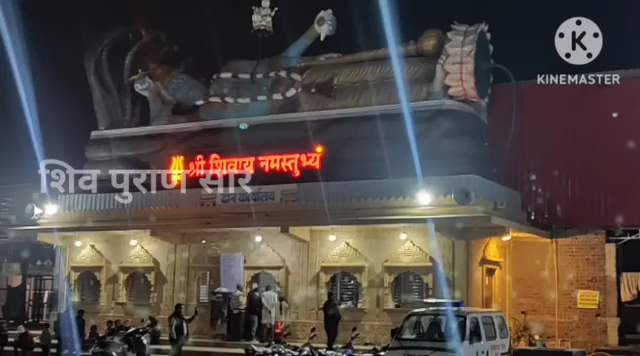 KINEMASTER
श्री शिवाय नमस्तुभ्यं
शिव पुराण सार
दान कार्यालय